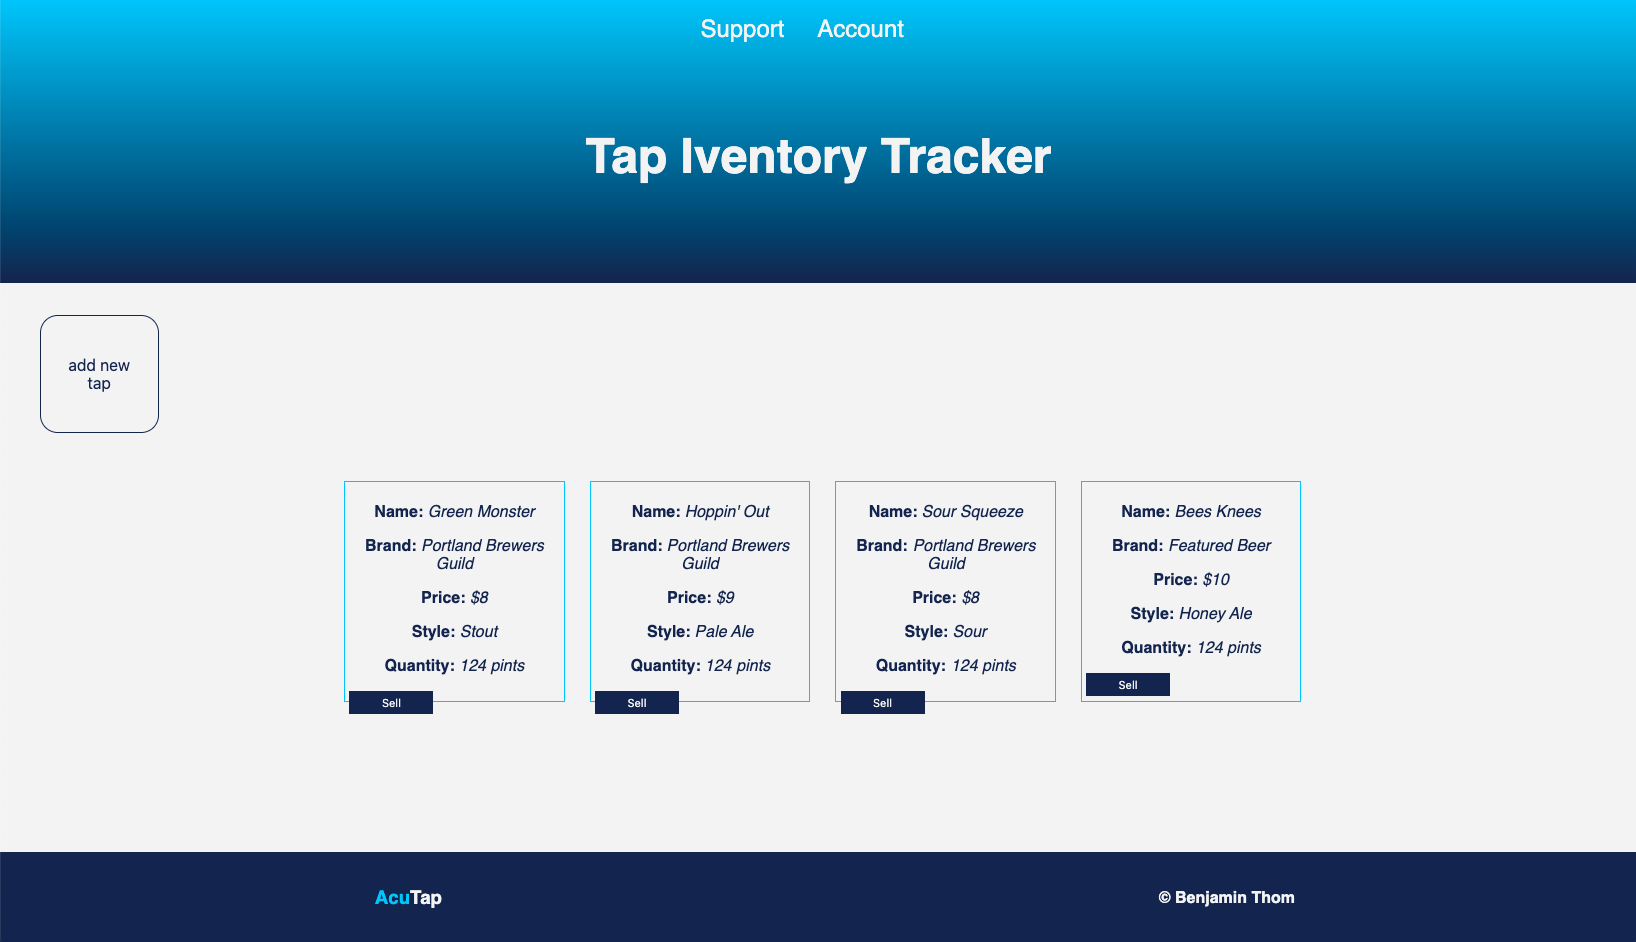 Support Account
Tap Iventory Tracker
add new
tap
Name: Green Monster
Brand: Portland Brewers
Guild
Price: $8
Style: Stout
Quantity: 124 pints
Sell
Name: Hoppin' Out
Brand: Portland Brewers
Guild
Price: $9
Style: Pale Ale
Quantity: 124 pints
Sell
Name: Sour Squeeze
Brand: Portland Brewers
Guild
Price: $8
Style: Sour
Quantity: 124 pints
Sell
Name: Bees Knees
Brand: Featured Beer
Price: $10
Style: Honey Ale
Quantity: 124 pints
Sell
AcuTap
© Benjamin Thom